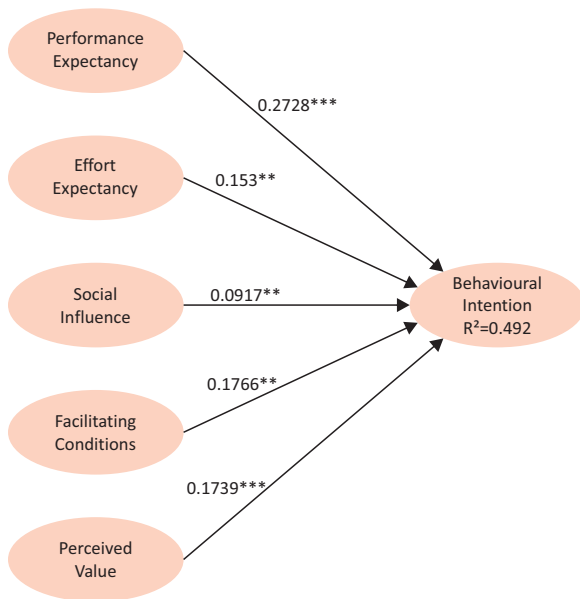 Performance
Expectancy
0.2728***
Effort
Expectancy
0.153**
Social
Influence
0.0917**
Behavioural
Intention
R²=0.492
0.1766**
Facilitating
Conditions
0.1739***
Perceived
Value